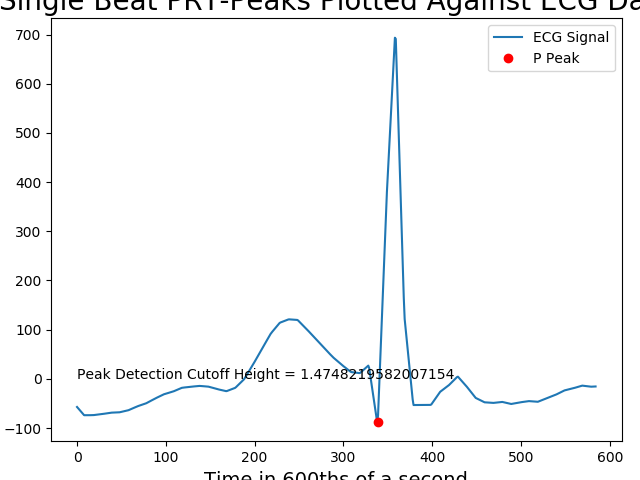 Single Beat PRT-Peaks Plotted Against ECG Da
ECG Signal
P Peak
700
600
500
400
300
200
100
0
−100
Peak Detection Cutoff Height = 1.4748219582007154
0 100 200 300 400 500 600
Time in 600ths of a second